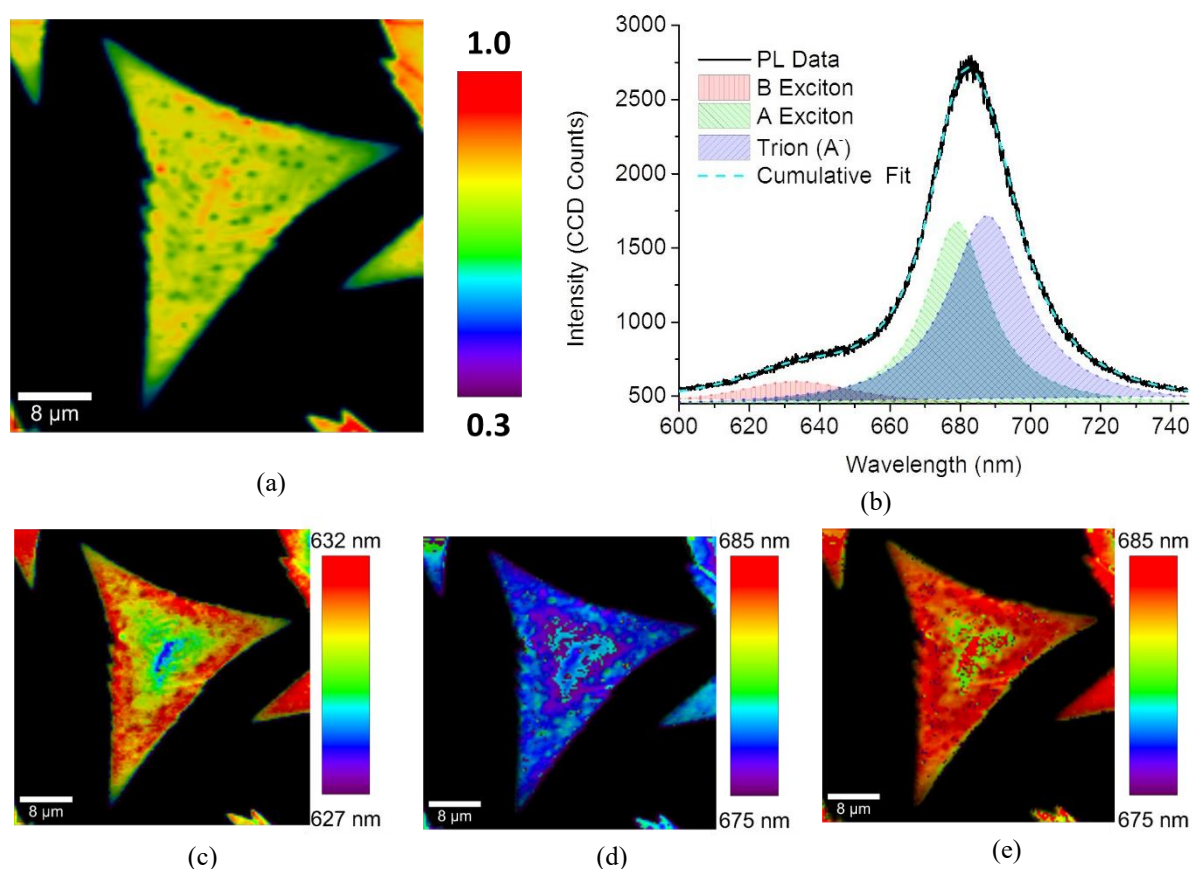 1.0
0.3
8 μm
(a)
Intensity (CCD Counts)
3000
2500
2000
1500
1000
500
PL Data
B Exciton
A Exciton
Trion (A-)
Cumulative Fit
600 620 640 660 680 700 720 740
Wavelength (nm)
(b)
632 nm
627 nm
8 μm
(c)
685 nm
675 nm
8 μm
(d)
685 nm
675 nm
8 μm
(e)